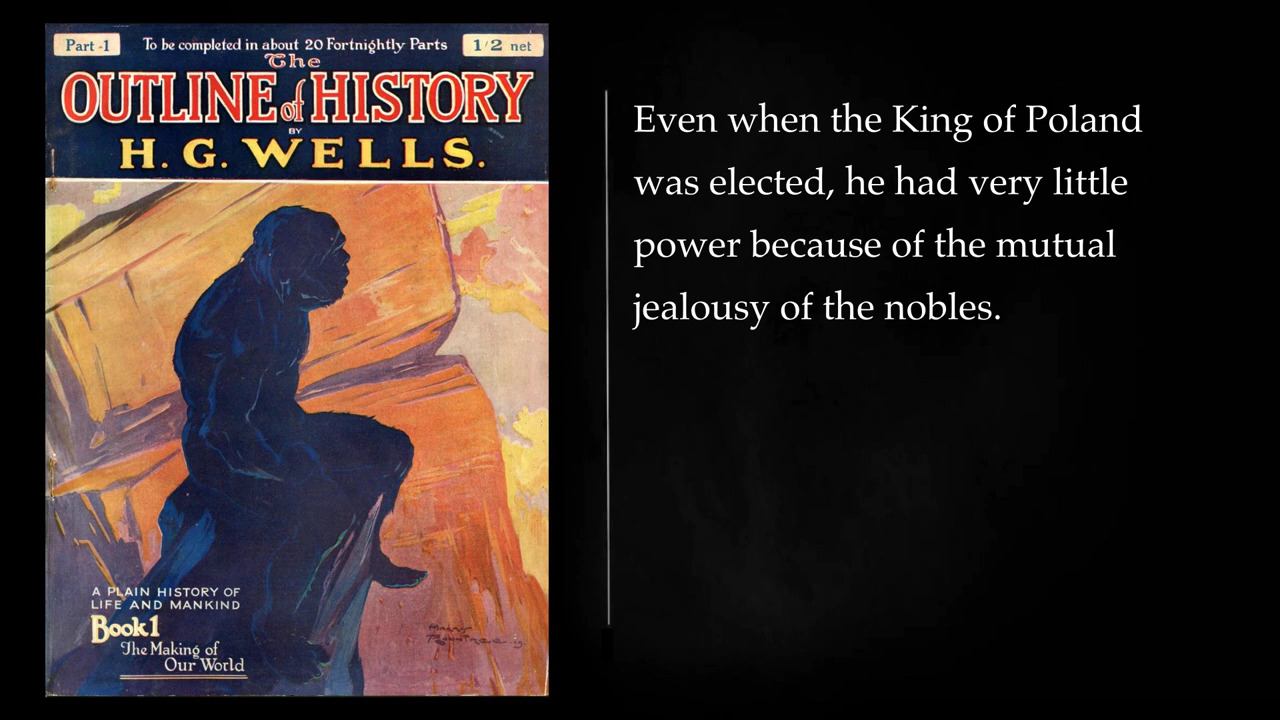 Part-1
To be completed in about 20 Fortnightly Parts
1/2 net
The
OUTLINE of HISTORY
BY
H. G. WELLS.
A PLAIN HISTORY OF
LIFE AND MANKIND
Book 1
The Making of
Our World
Even when the King of Poland
was elected, he had very little
power because of the mutual
jealousy of the nobles.